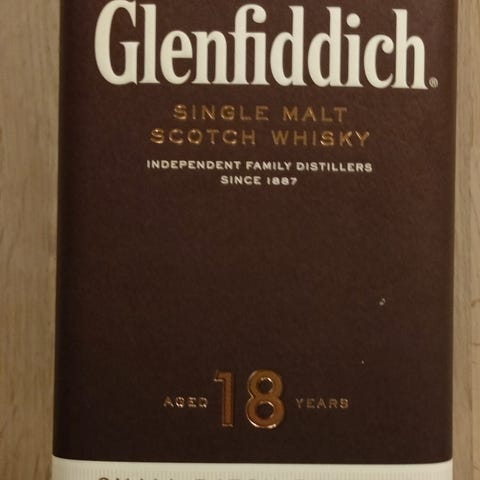 Glenfiddich®
SINGLE MALT
SCOTCH WHISKY
INDEPENDENT FAMILY DISTILLERS
SINCE 1887
AGED 18 YEARS